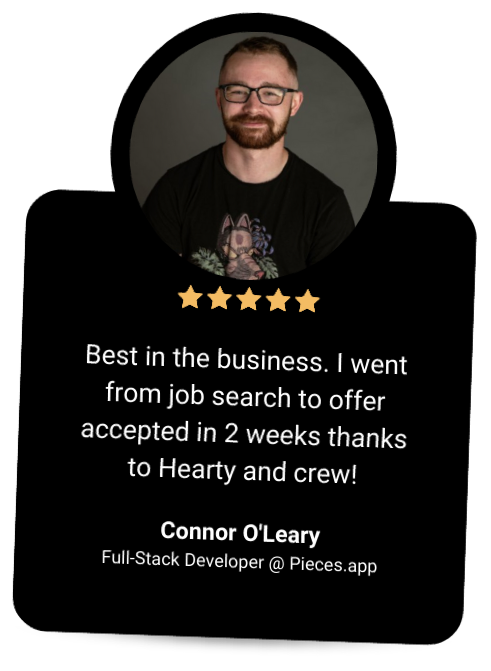 Best in the business. I went
from job search to offer
accepted in 2 weeks thanks
to Hearty and crew!
Connor O'Leary
Full-Stack Developer @ Pieces.app